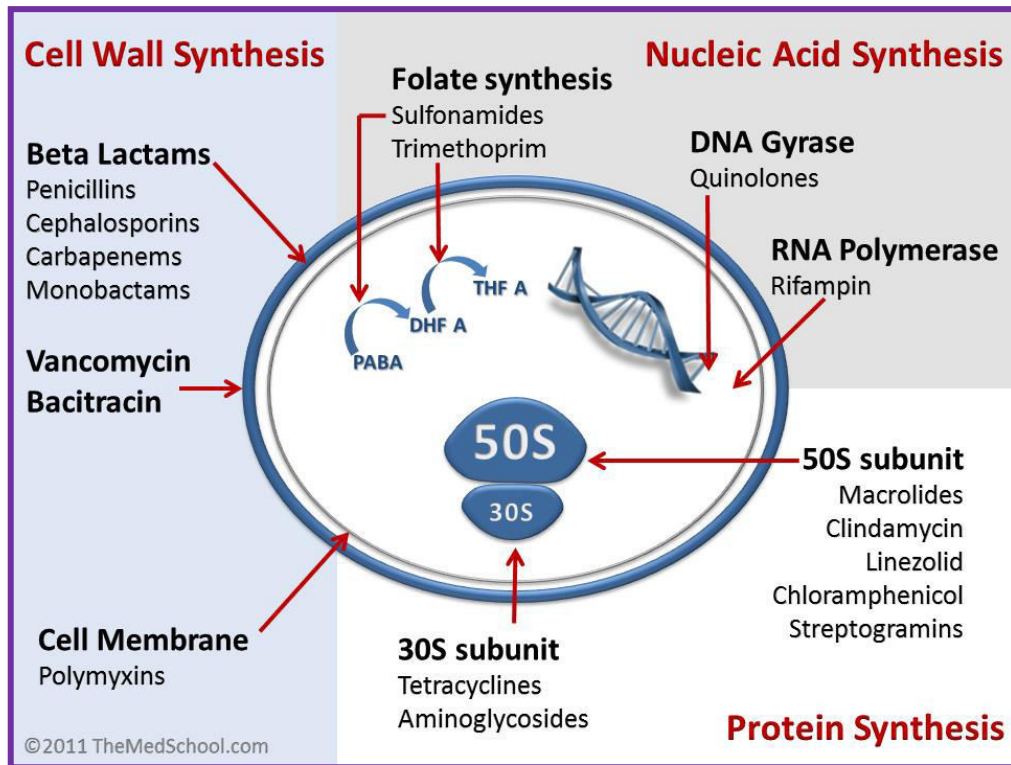 Cell Wall Synthesis
Beta Lactams
Penicillins
Cephalosporins
Carbapenems
Monobactams
Vancomycin
Bacitracin
Cell Membrane
Polymyxins
©2011 TheMedSchool.com
Nucleic Acid Synthesis
Folate synthesis
Sulfonamides
Trimethoprim
DNA Gyrase
Quinolones
RNA Polymerase
Rifampin
THF A
DHF A
PABA
50S
30S
50S subunit
Macrolides
Clindamycin
Linezolid
Chloramphenicol
Streptogramins
30S subunit
Tetracyclines
Aminoglycosides
Protein Synthesis